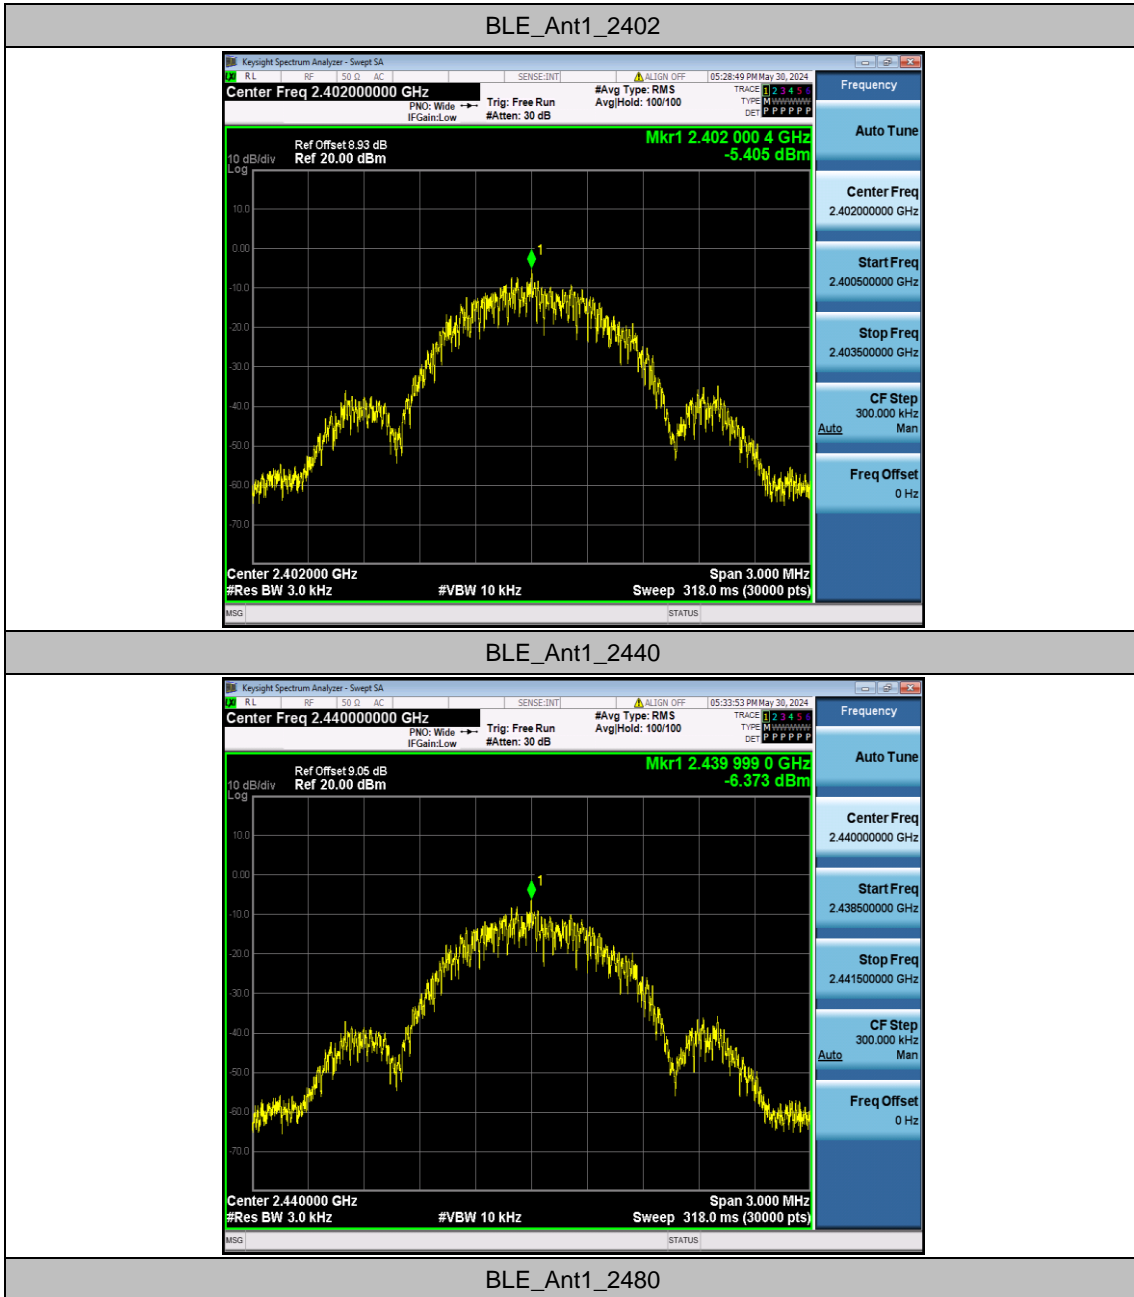 BLE_Ant1_2402
Keysight Spectrum Analyzer - Swept SA
LXI RL RF 50 Ω AC SENSE:INT ALIGN OFF 05:28:49 PM May 30, 2024
Center Freq 2.402000000 GHz
PNO: Wide
IFGain:Low
Trig: Free Run
#Atten: 30 dB
#Avg Type: RMS
Avg|Hold: 100/100
TRACE 1 2 3 4 5 6
TYPE M WWWWW
DET P P P P P P
Frequency
Auto Tune
Center Freq
2.402000000 GHz
Start Freq
2.400500000 GHz
Stop Freq
2.403500000 GHz
CF Step
300.000 kHz
Auto Man
Freq Offset
0 Hz
Mkr1 2.402 000 4 GHz
-5.405 dBm
Ref Offset 8.93 dB
10 dB/div Ref 20.00 dBm
Log
10.0
0.00
-10.0
-20.0
-30.0
-40.0
-50.0
-60.0
-70.0
1
Center 2.402000 GHz Span 3.000 MHz
#Res BW 3.0 kHz #VBW 10 kHz Sweep 318.0 ms (30000 pts)
MSG STATUS
BLE_Ant1_2440
Keysight Spectrum Analyzer - Swept SA
LXI RL RF 50 Ω AC SENSE:INT ALIGN OFF 05:33:53 PM May 30, 2024
Center Freq 2.440000000 GHz
PNO: Wide
IFGain:Low
Trig: Free Run
#Atten: 30 dB
#Avg Type: RMS
Avg|Hold: 100/100
TRACE 1 2 3 4 5 6
TYPE M WWWWW
DET P P P P P P
Frequency
Auto Tune
Center Freq
2.440000000 GHz
Start Freq
2.438500000 GHz
Stop Freq
2.441500000 GHz
CF Step
300.000 kHz
Auto Man
Freq Offset
0 Hz
Mkr1 2.439 999 0 GHz
-6.373 dBm
Ref Offset 9.05 dB
10 dB/div Ref 20.00 dBm
Log
10.0
0.00
-10.0
-20.0
-30.0
-40.0
-50.0
-60.0
-70.0
1
Center 2.440000 GHz Span 3.000 MHz
#Res BW 3.0 kHz #VBW 10 kHz Sweep 318.0 ms (30000 pts)
MSG STATUS
BLE_Ant1_2480